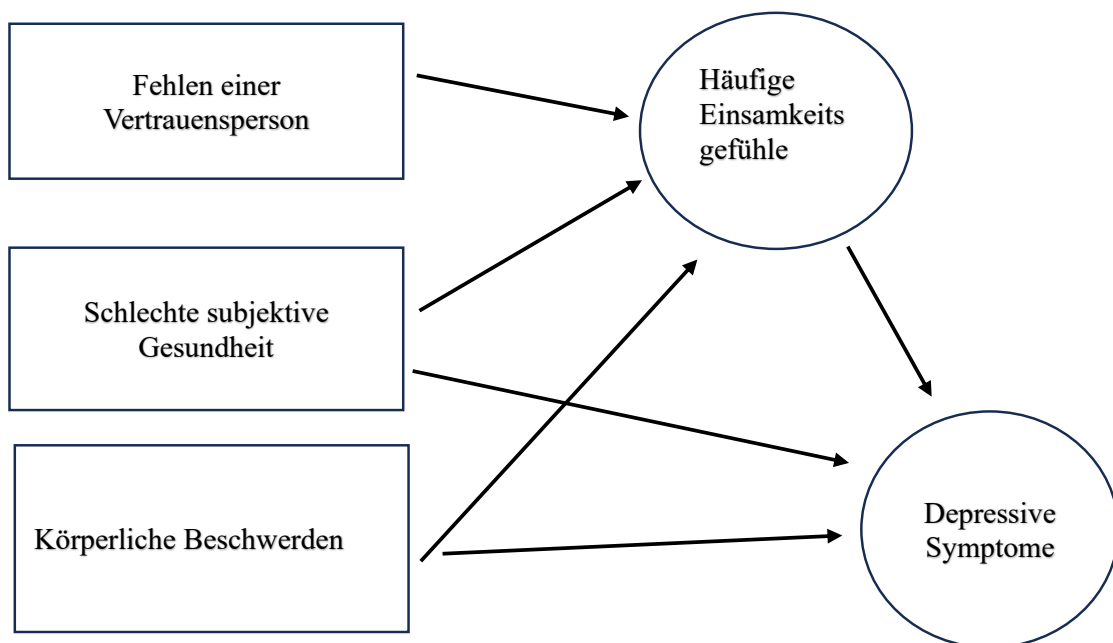 Fehlen einer
Vertrauensperson
Häufige
Einsamkeits
gefühle
Schlechte subjektive
Gesundheit
Körperliche Beschwerden
Depressive
Symptome